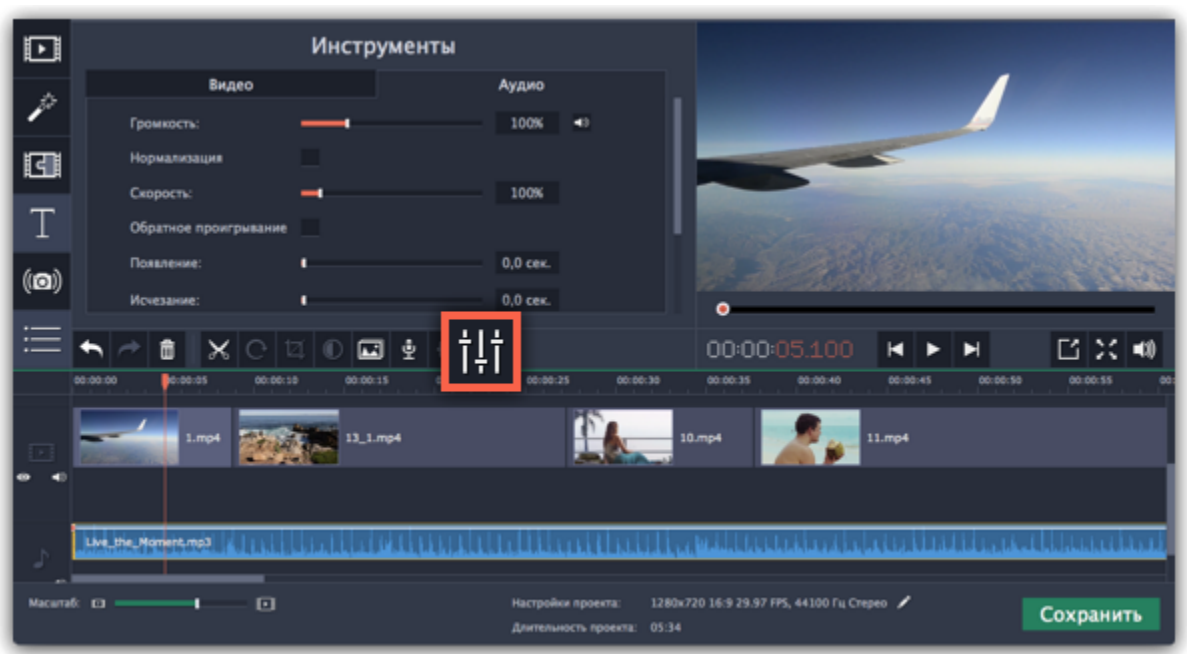 Инструменты
Видео
Аудио
Громкость:
100%
Нормализация
Скорость:
100%
Обратное проигрывание
Появление:
0,0 сек.
Исчезание:
0,0 сек.
T
00:00:05.100
00:00:00 00:00:05 00:00:10 00:00:15 00:00:25 00:00:30 00:00:35 00:00:40 00:00:45 00:00:50 00:00:55
1.mp4 13_1.mp4 10.mp4 11.mp4
Live_the_Moment.mp3
Масштаб:
Настройки проекта: 1280x720 16:9 29.97 FPS, 44100 Гц Стерео
Длительность проекта: 05:34
Сохранить